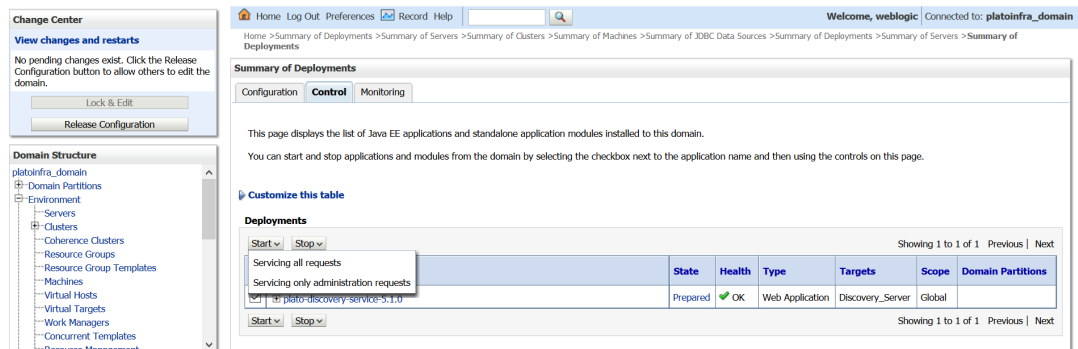 Change Center
View changes and restarts
No pending changes exist. Click the Release
Configuration button to allow others to edit the
domain.
Lock & Edit
Release Configuration
Domain Structure
platoinfra_domain
Domain Partitions
Environment
Servers
Clusters
Coherence Clusters
Resource Groups
Resource Group Templates
Machines
Virtual Hosts
Virtual Targets
Work Managers
Concurrent Templates
Resource Management
Home Log Out Preferences Record Help
Welcome, weblogic Connected to: platoinfra_domain
Home >Summary of Deployments >Summary of Servers >Summary of Clusters >Summary of Machines >Summary of JDBC Data Sources >Summary of Deployments >Summary of Servers >Summary of
Deployments
Summary of Deployments
Configuration Control Monitoring
This page displays the list of Java EE applications and standalone application modules installed to this domain.
You can start and stop applications and modules from the domain by selecting the checkbox next to the application name and then using the controls on this page.
Customize this table
Deployments
Start Stop Showing 1 to 1 of 1 Previous | Next
Servicing all requests
Servicing only administration requests
State Health Type Targets Scope Domain Partitions
plato-discovery-service-5.1.0 Prepared OK Web Application Discovery_Server Global
Start Stop Showing 1 to 1 of 1 Previous | Next